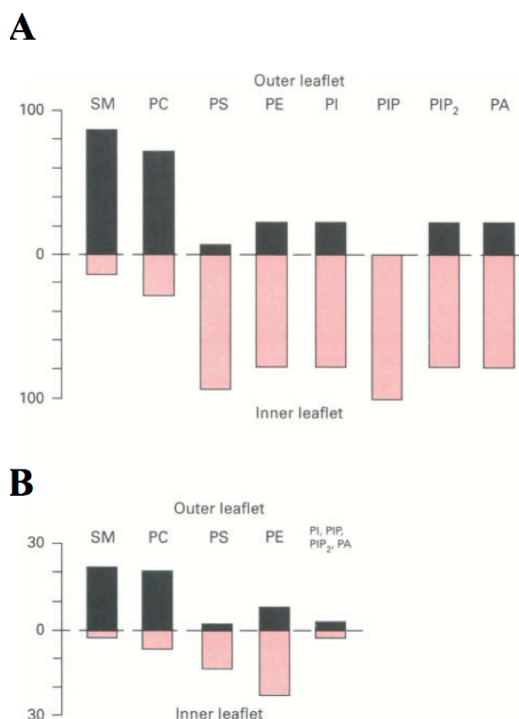 A
Outer leaflet
SM PC PS PE PI PIP PIP₂ PA
100
0
100
Inner leaflet
B
Outer leaflet
SM PC PS PE PI, PIP,
PIP₂, PA
30
0
30
Inner leaflet